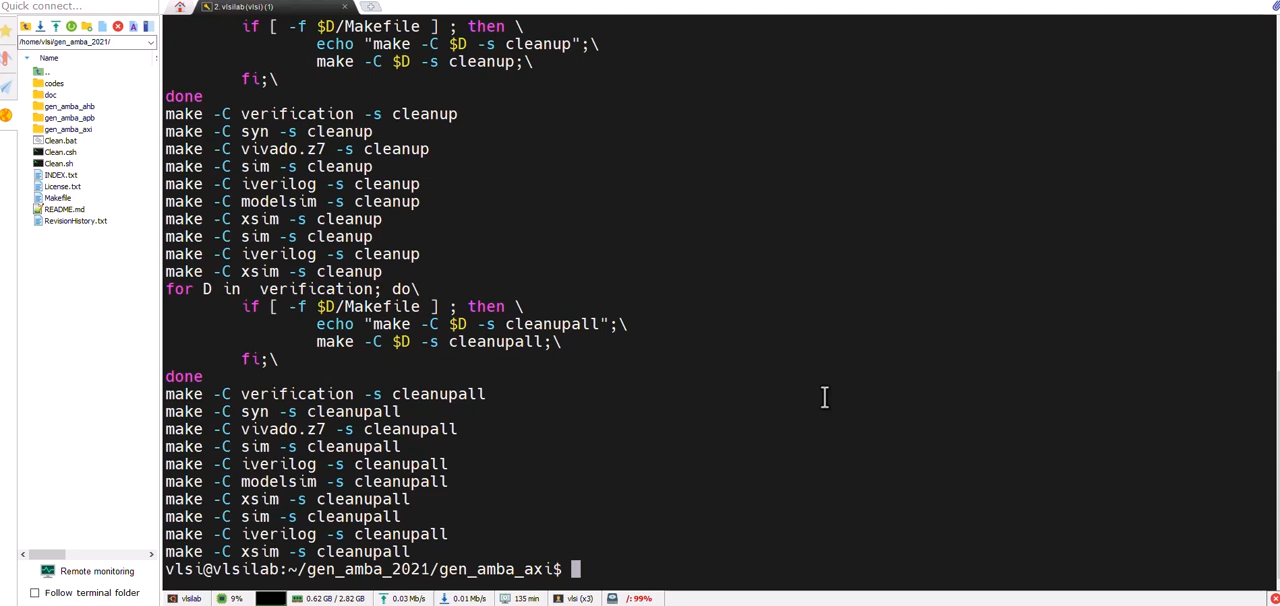 Quick connect...
2. vlsilab(vlsi) (1)
/home/vlsi/gen_amba_2021/
Name
..
codes
doc
gen_amba_ahb
gen_amba_apb
gen_amba_axi
Clean.bat
Clean.csh
Clean.sh
INDEX.txt
License.txt
Makefile
README.md
RevisionHistory.txt
Remote monitoring
Follow terminal folder
if [ -f $D/Makefile ] ; then \
echo "make -C $D -s cleanup";\
make -C $D -s cleanup;\
fi;\
done
make -C verification -s cleanup
make -C syn -s cleanup
make -C vivado.z7 -s cleanup
make -C sim -s cleanup
make -C iverilog -s cleanup
make -C modelsim -s cleanup
make -C xsim -s cleanup
make -C sim -s cleanup
make -C iverilog -s cleanup
make -C xsim -s cleanup
for D in  verification; do\
if [ -f $D/Makefile ] ; then \
echo "make -C $D -s cleanupall";\
make -C $D -s cleanupall;\
fi;\
done
make -C verification -s cleanupall
make -C syn -s cleanupall
make -C vivado.z7 -s cleanupall
make -C sim -s cleanupall
make -C iverilog -s cleanupall
make -C modelsim -s cleanupall
make -C xsim -s cleanupall
make -C sim -s cleanupall
make -C iverilog -s cleanupall
make -C xsim -s cleanupall
vlsi@vlsilab:~/gen_amba_2021/gen_amba_axi$
vlsilab 9% 0.62 GB / 2.82 GB 0.03 Mb/s 0.01 Mb/s 135 min vlsi (x3) /: 99%